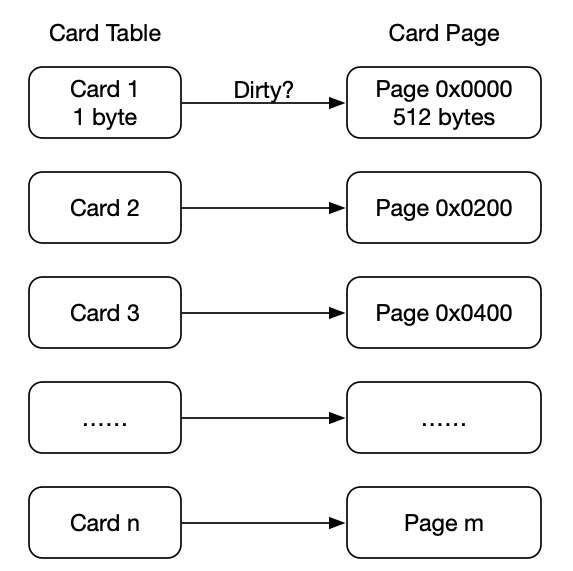 Card Table
Card Page
Card 1
1 byte
Dirty?
Page 0x0000
512 bytes
Card 2
Page 0x0200
Card 3
Page 0x0400
......
......
Card n
Page m